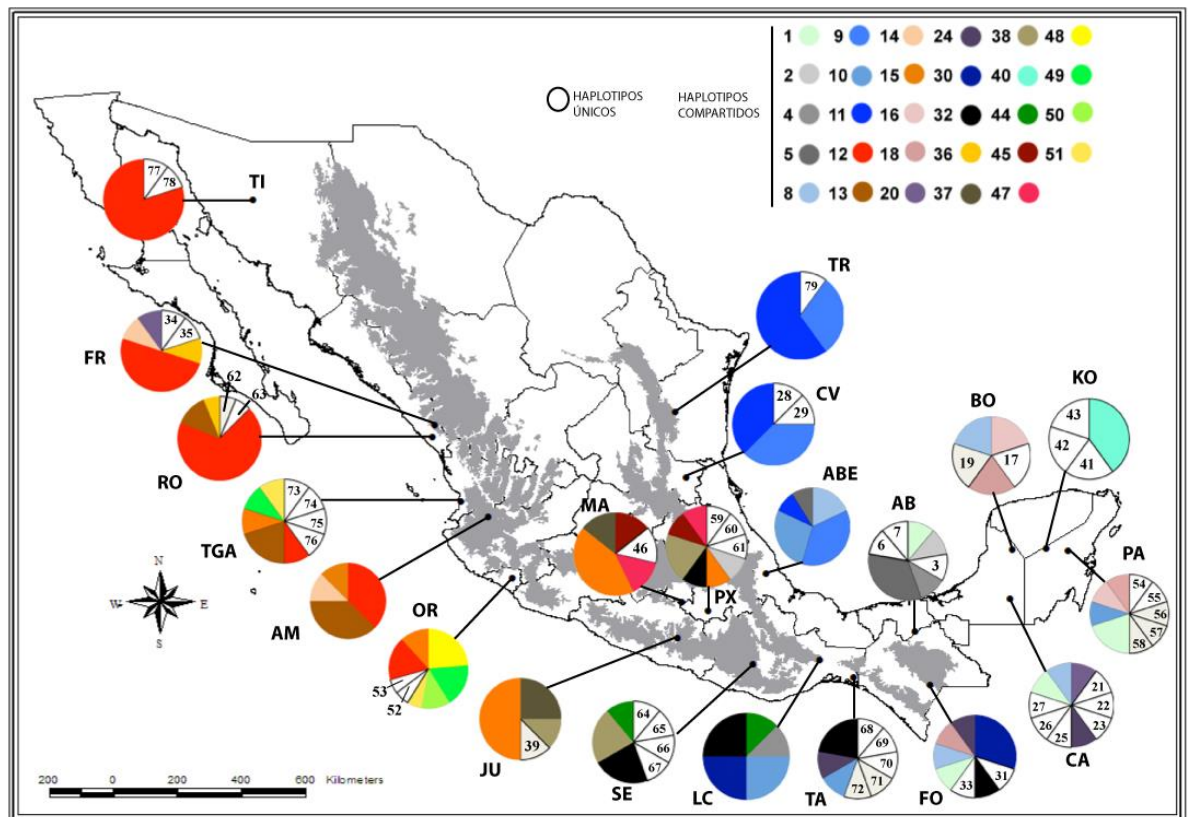 1 9 14 24 38 48
2 10 15 30 40 49
4 11 16 32 44 50
5 12 18 36 45 51
8 13 20 37 47
HAPLOTIPOS ÚNICOS
HAPLOTIPOS COMPARTIDOS
77
78
TI
34
35
FR
62
63
RO
73
74
75
76
TGA
AM
OR
53
52
79
TR
28
29
CV
ABE
MA
46
59
60
61
PX
39
JU
64
65
66
67
SE
LC
68
69
70
71
72
TA
AB
7
6
3
BO
17
19
KO
43
42
41
PA
54
55
56
57
58
21
22
23
25
26
27
CA
31
33
FO
N
W E
S
200 0 200 400 600 Kilometers